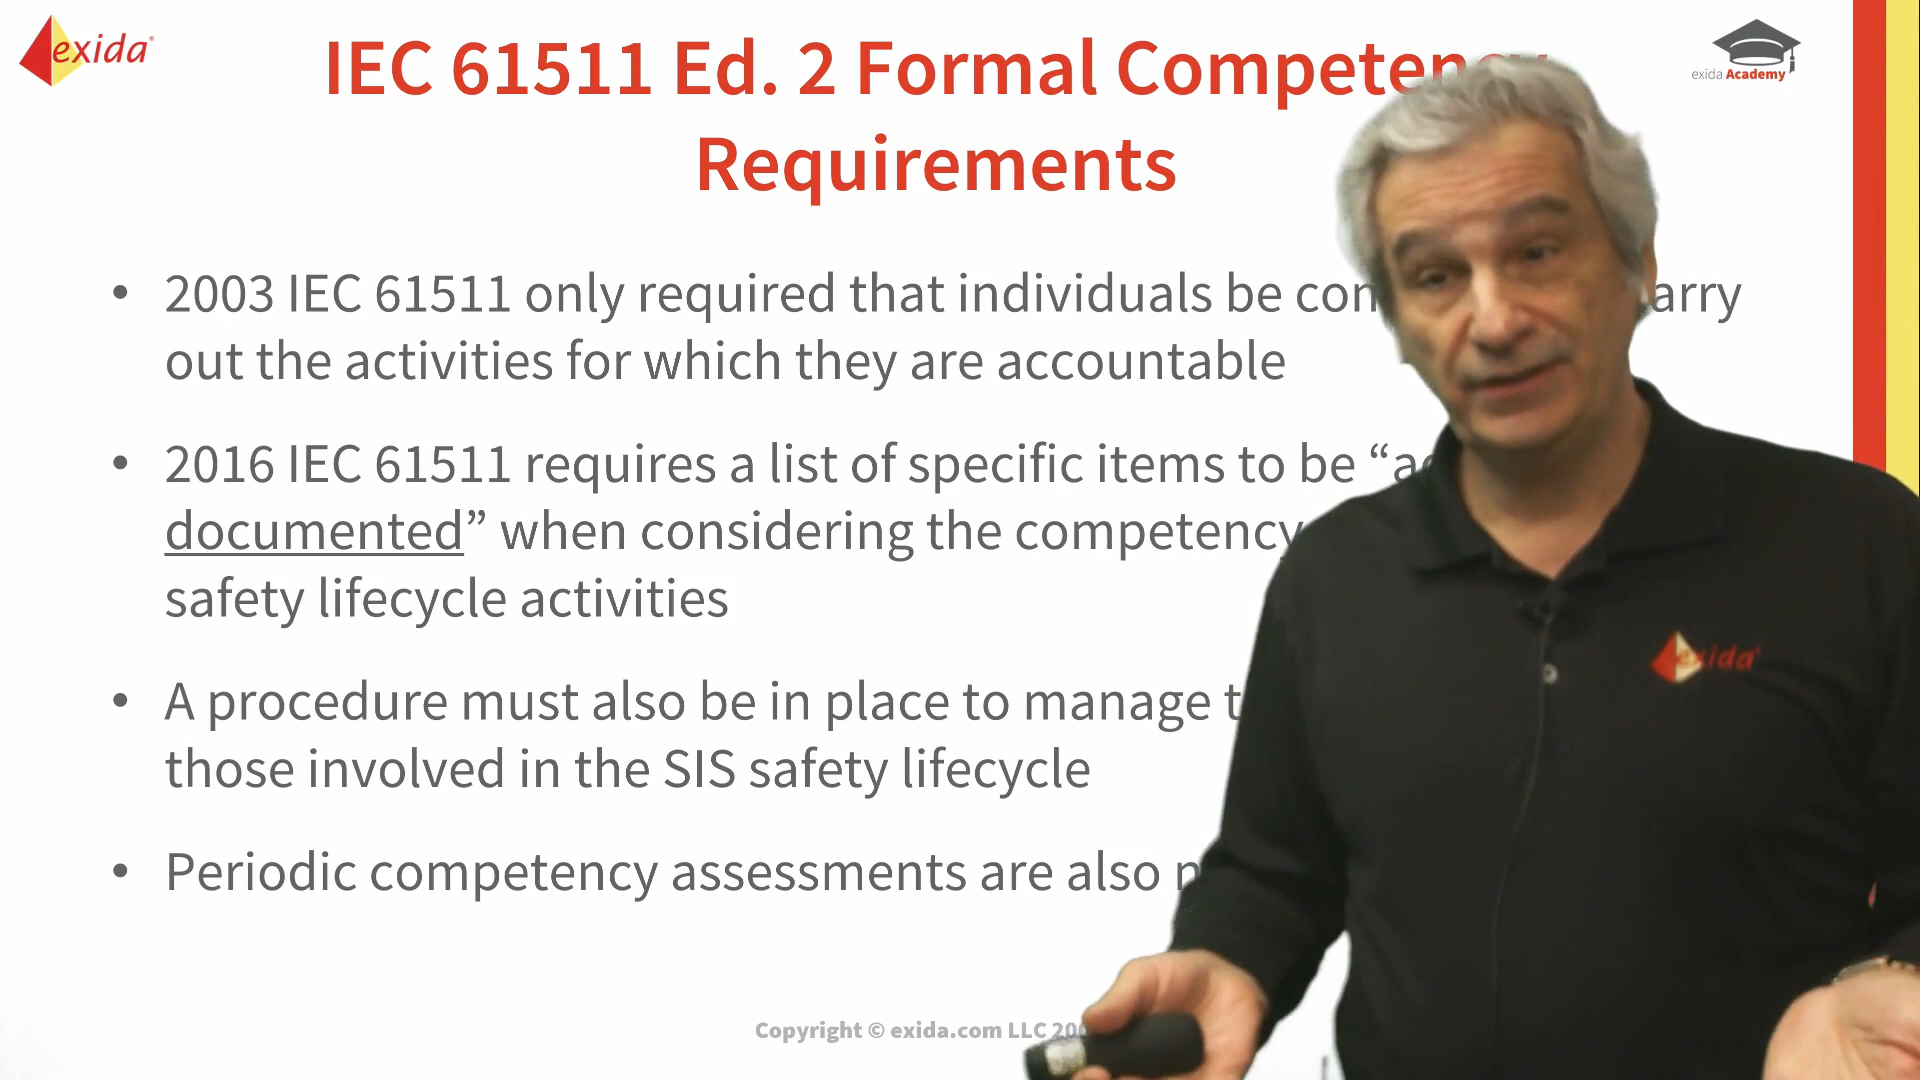 exida
IEC 61511 Ed. 2 Formal Competency
Requirements
exida Academy
• 2003 IEC 61511 only required that individuals be
out the activities for which they are accountable
• 2016 IEC 61511 requires a list of specific items to be “
documented” when considering the competency
safety lifecycle activities
• A procedure must also be in place to manage
those involved in the SIS safety lifecycle
• Periodic competency assessments are also
exida
Copyright © exida.com LLC